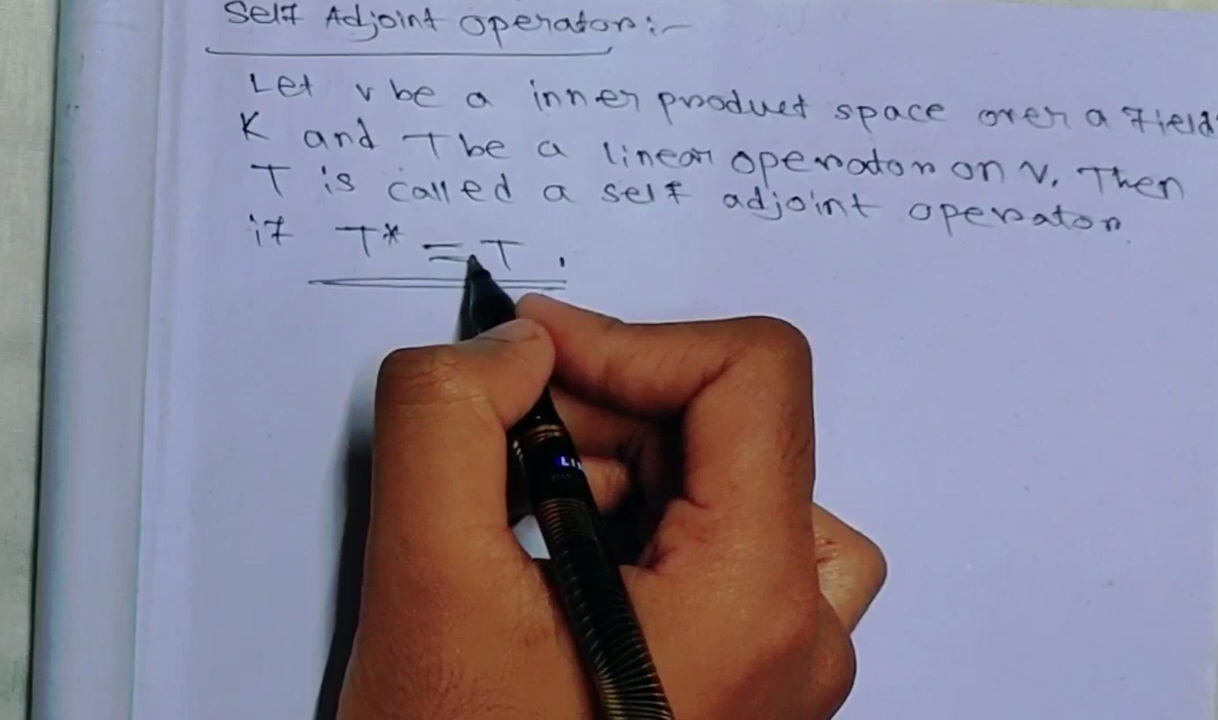 Self Adjoint operator:-
Let v be a inner product space over a field
K and T be a linear operator on v. Then
T is called a self adjoint operator
if T* = T.